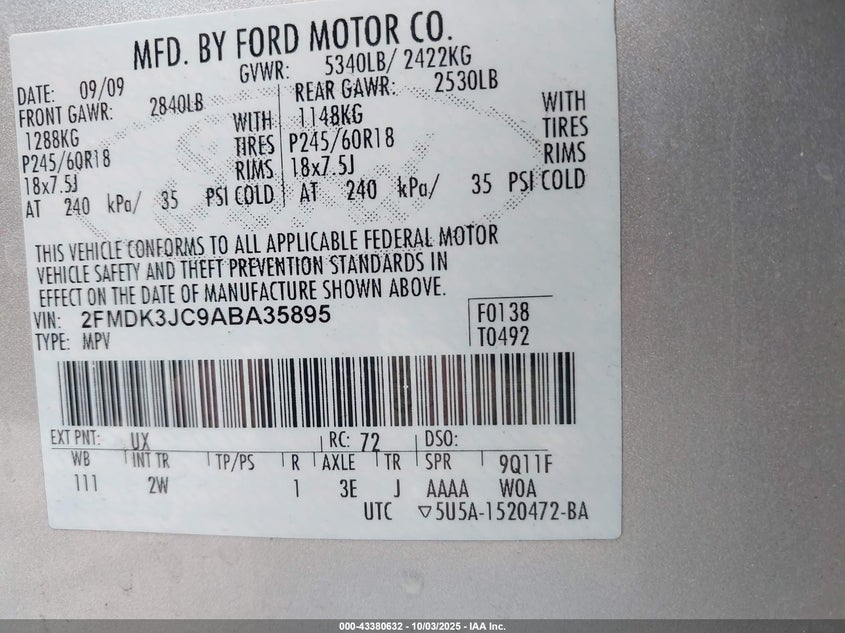 MFD. BY FORD MOTOR CO.
DATE: 09/09 GVWR: 5340LB/ 2422KG
FRONT GAWR: 2840LB REAR GAWR: 2530LB
1288KG WITH 1148KG WITH
P245/60R18 TIRES P245/60R18 TIRES
18x7.5J RIMS 18x7.5J RIMS
AT 240 kPa/ 35 PSI COLD AT 240 kPa/ 35 PSI COLD
THIS VEHICLE CONFORMS TO ALL APPLICABLE FEDERAL MOTOR
VEHICLE SAFETY AND THEFT PREVENTION STANDARDS IN
EFFECT ON THE DATE OF MANUFACTURE SHOWN ABOVE.
VIN: 2FMDK3JC9ABA35895 F0138
TYPE: MPV T0492
EXT PNT: UX RC: 72 DSO:
WB INT TR TP/PS R AXLE TR SPR 9Q11F
111 2W 1 3E J AAAA W0A
UTC ▽5U5A-1520472-BA
000-43380632 - 10/03/2025 - IAA Inc.